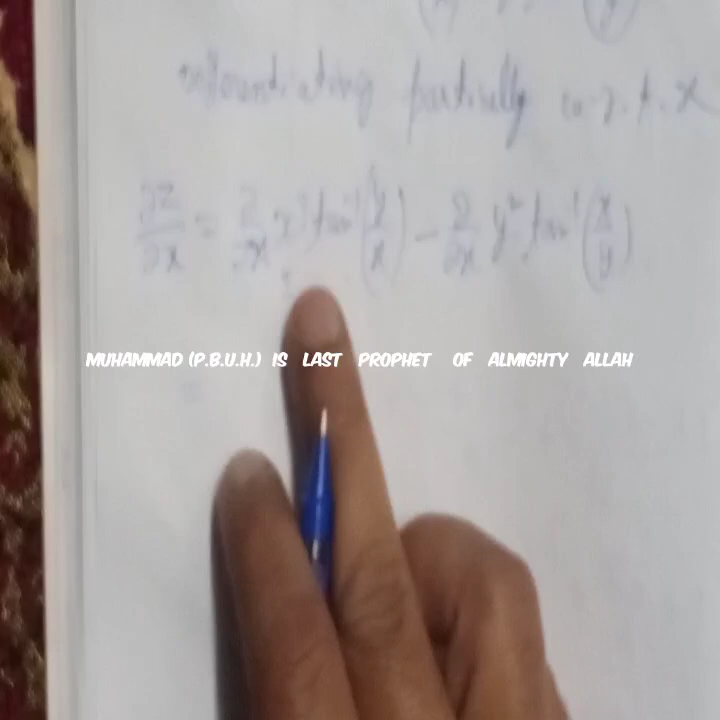 differentiating partially w.r.t. x
∂z/∂x = ∂/∂x x² tan⁻¹(y/x) - ∂/∂x y² tan⁻¹(x/y)
MUHAMMAD (P.B.U.H.) IS LAST PROPHET OF ALMIGHTY ALLAH